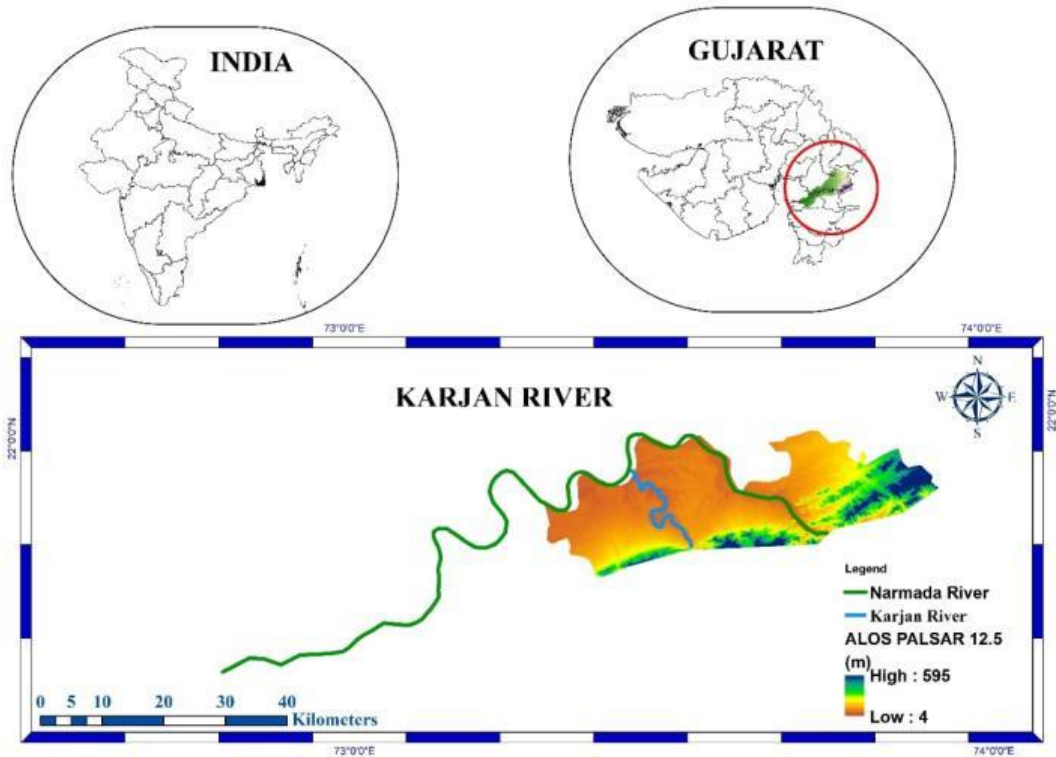 INDIA
GUJARAT
73°0'0"E
74°0'0"E
KARJAN RIVER
N
W
E
S
22°0'0"N
22°0'0"N
Legend
Narmada River
Karjan River
ALOS PALSAR 12.5
(m)
High : 595
Low : 4
0 5 10 20 30 40
Kilometers
73°0'0"E
74°0'0"E